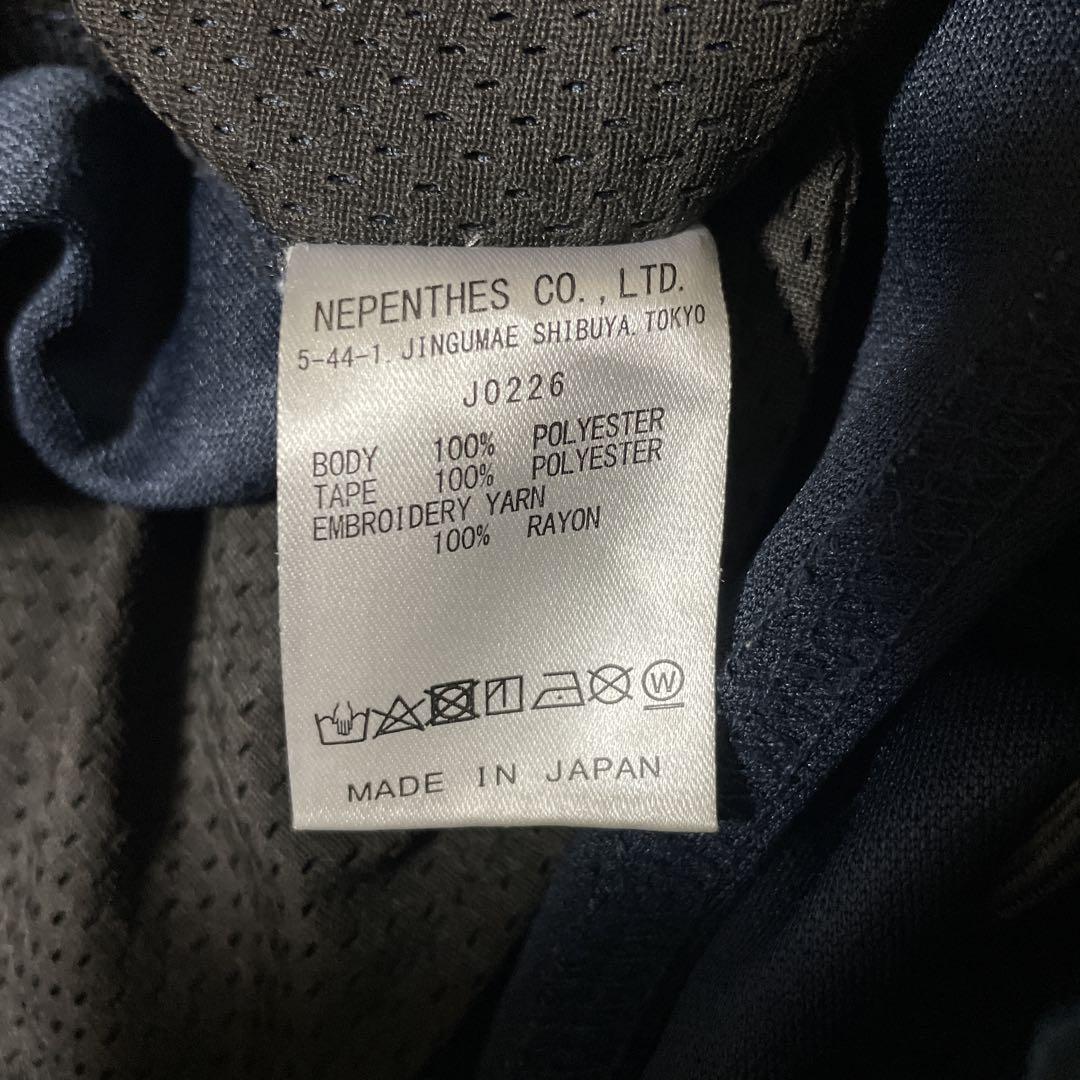 NEPENTHES CO.,LTD.
5-44-1.JINGUMAE SHIBUYA.TOKYO
J0226
BODY 100% POLYESTER
TAPE 100% POLYESTER
EMBROIDERY YARN
100% RAYON
W
MADE IN JAPAN